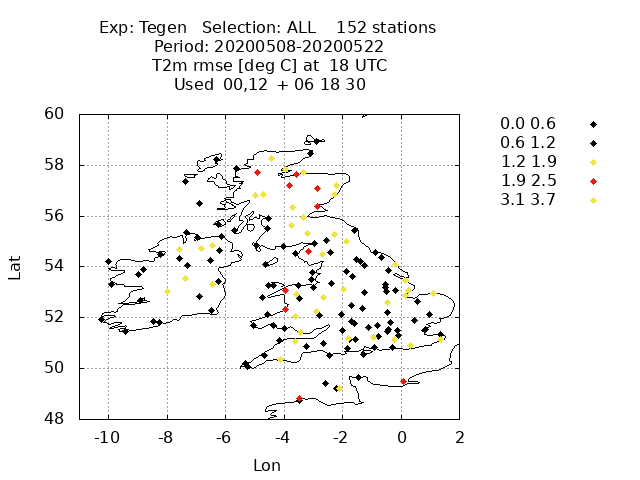 Exp: Tegen   Selection: ALL    152 stations
Period: 20200508-20200522
T2m rmse [deg C] at  18 UTC
Used  00,12  + 06 18 30
60
58
56
54
52
50
48
Lat
-10 -8 -6 -4 -2 0 2
Lon
0.0 0.6
0.6 1.2
1.2 1.9
1.9 2.5
3.1 3.7